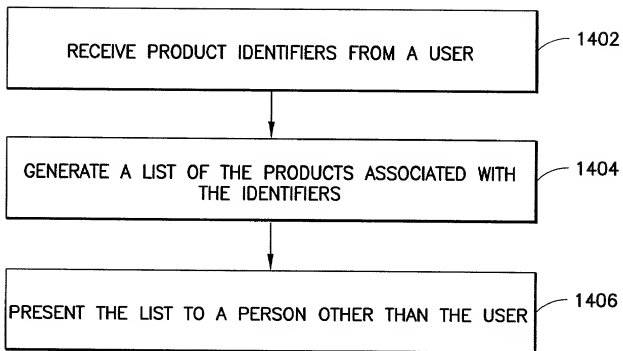 RECEIVE PRODUCT IDENTIFIERS FROM A USER
1402
GENERATE A LIST OF THE PRODUCTS ASSOCIATED WITH
THE IDENTIFIERS
1404
PRESENT THE LIST TO A PERSON OTHER THAN THE USER
1406